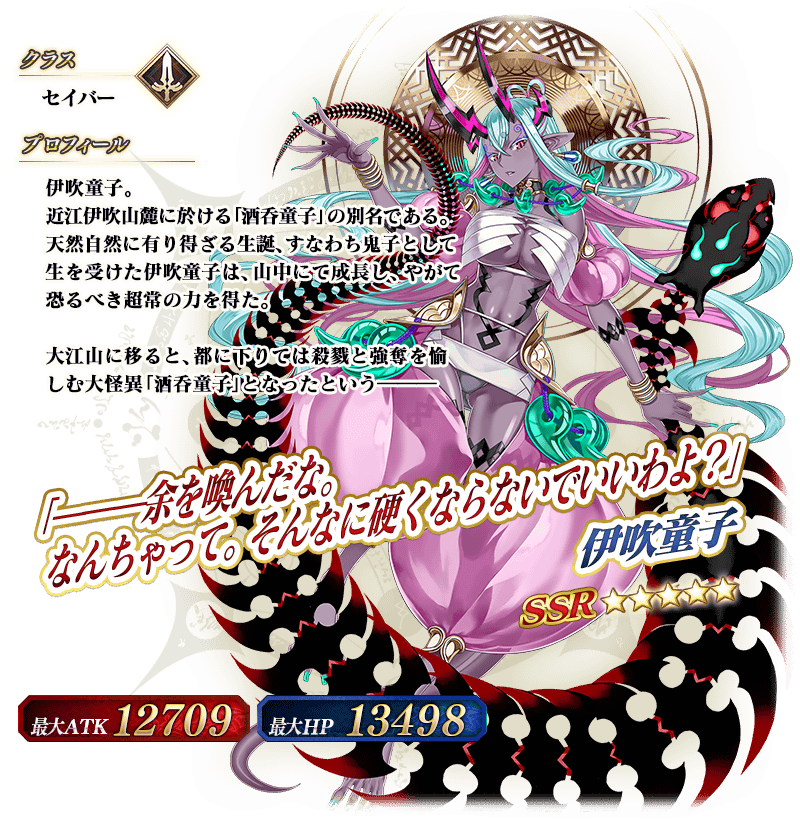 クラス
セイバー
プロフィール
伊吹童子。
近江伊吹山麓に於ける「酒呑童子」の別名である。
天然自然に有り得ざる生誕、すなわち鬼子として
生を受けた伊吹童子は、山中にて成長し、やがて
恐るべき超常の力を得た。
大江山に移ると、都に下りては殺戮と強奪を愉
しむ大怪異「酒呑童子」となったという———
「——余を喚んだな。
なんちゃって。そんなに硬くならないでいいわよ？」
伊吹童子
SSR
最大ATK 12709
最大HP 13498